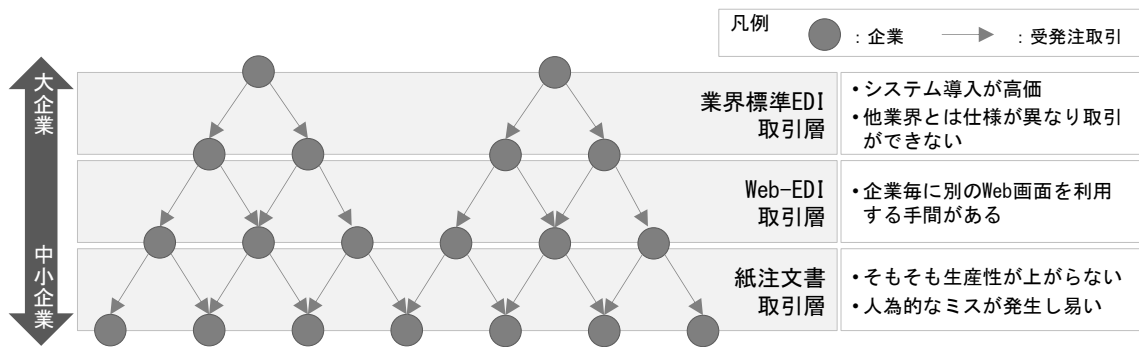 凡例
：企業
：受発注取引
大企業
中小企業
業界標準EDI
取引層
・システム導入が高価
・他業界とは仕様が異なり取引
ができない
Web-EDI
取引層
・企業毎に別のWeb画面を利用
する手間がある
紙注文書
取引層
・そもそも生産性が上がらない
・人為的なミスが発生し易い